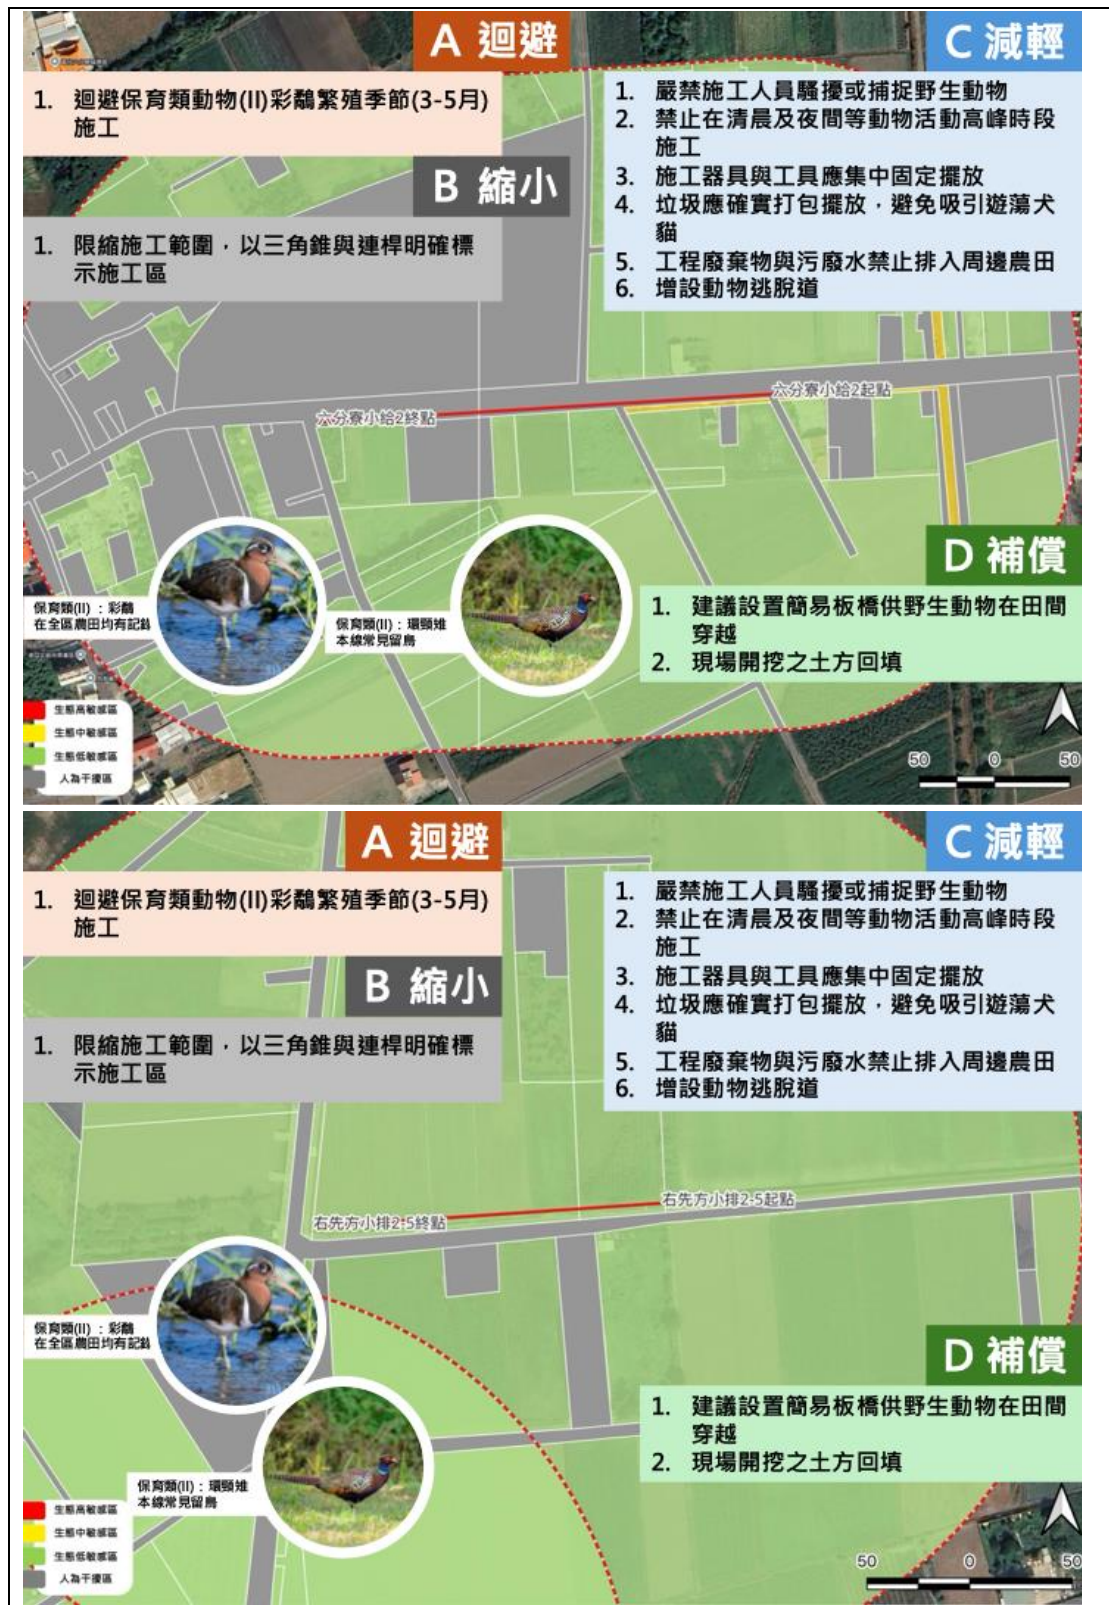 A 迴避
1. 迴避保育類動物(II)彩鷸繁殖季節(3-5月)
施工
B 縮小
1. 限縮施工範圍，以三角錐與連桿明確標
示施工區
C 減輕
1. 嚴禁施工人員騷擾或捕捉野生動物
2. 禁止在清晨及夜間等動物活動高峰時段
施工
3. 施工器具與工具應集中固定擺放
4. 垃圾應確實打包擺放，避免吸引遊蕩犬
貓
5. 工程廢棄物與污廢水禁止排入周邊農田
6. 增設動物逃脫道
六分寮小給2終點
六分寮小給2起點
保育類(II)：彩鷸
在全區農田均有記錄
保育類(II)：環頸雉
本線常見留鳥
D 補償
1. 建議設置簡易板橋供野生動物在田間
穿越
2. 現場開挖之土方回填
生態高敏感區
生態中敏感區
生態低敏感區
人為干擾區
50 0 50
A 迴避
1. 迴避保育類動物(II)彩鷸繁殖季節(3-5月)
施工
B 縮小
1. 限縮施工範圍，以三角錐與連桿明確標
示施工區
C 減輕
1. 嚴禁施工人員騷擾或捕捉野生動物
2. 禁止在清晨及夜間等動物活動高峰時段
施工
3. 施工器具與工具應集中固定擺放
4. 垃圾應確實打包擺放，避免吸引遊蕩犬
貓
5. 工程廢棄物與污廢水禁止排入周邊農田
6. 增設動物逃脫道
右先方小排2-5終點
右先方小排2-5起點
保育類(II)：彩鷸
在全區農田均有記錄
保育類(II)：環頸雉
本線常見留鳥
D 補償
1. 建議設置簡易板橋供野生動物在田間
穿越
2. 現場開挖之土方回填
生態高敏感區
生態中敏感區
生態低敏感區
人為干擾區
50 0 50